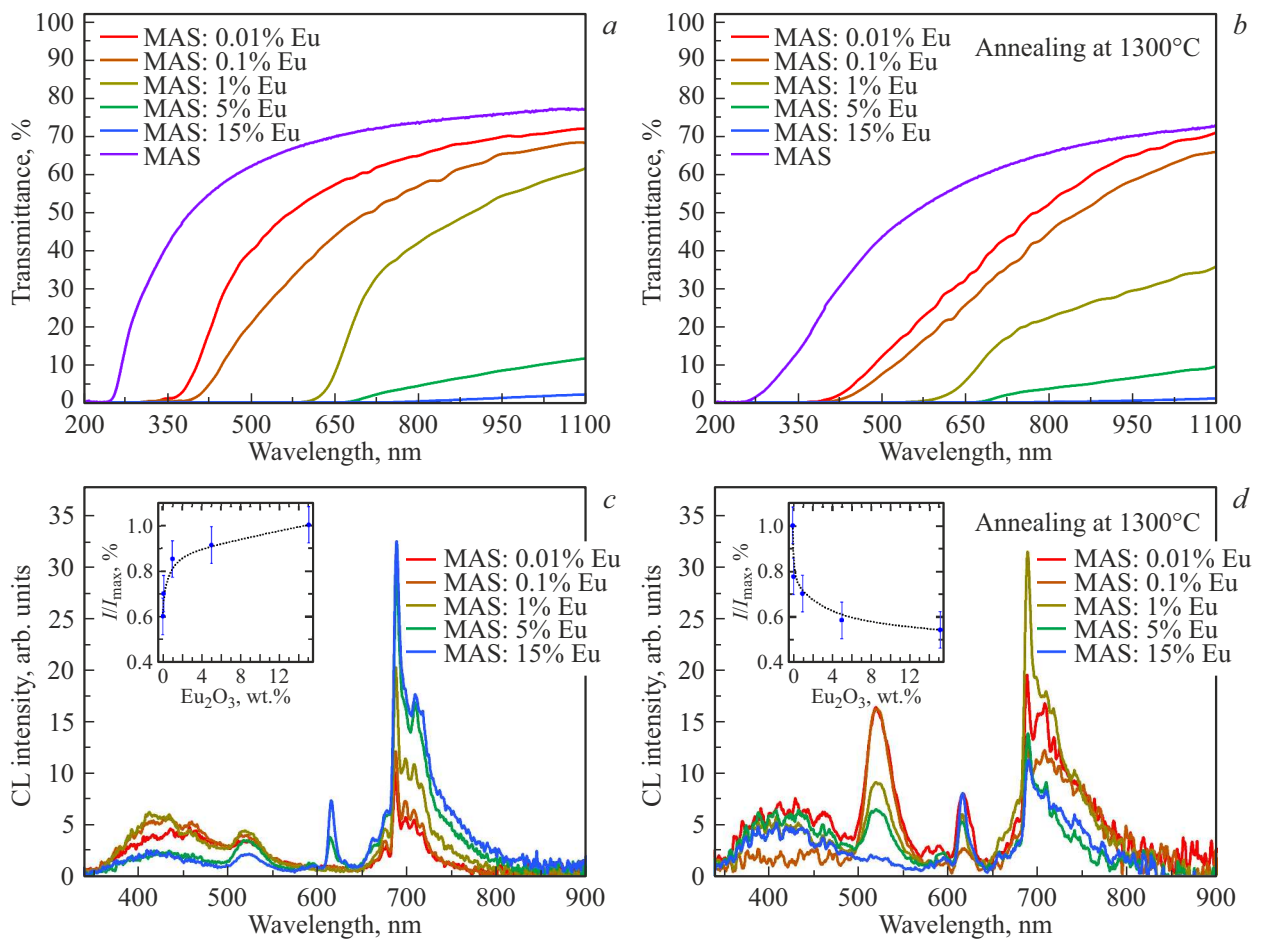 a
MAS: 0.01% Eu
MAS: 0.1% Eu
MAS: 1% Eu
MAS: 5% Eu
MAS: 15% Eu
MAS
Transmittance, %
100
90
80
70
60
50
40
30
20
10
0
200 350 500 650 800 950 1100
Wavelength, nm
b
Annealing at 1300°C
MAS: 0.01% Eu
MAS: 0.1% Eu
MAS: 1% Eu
MAS: 5% Eu
MAS: 15% Eu
MAS
Transmittance, %
100
90
80
70
60
50
40
30
20
10
0
200 350 500 650 800 950 1100
Wavelength, nm
c
MAS: 0.01% Eu
MAS: 0.1% Eu
MAS: 1% Eu
MAS: 5% Eu
MAS: 15% Eu
I/Imax, %
1.0
0.8
0.6
0.4
0 4 8 12
Eu2O3, wt.%
CL intensity, arb. units
35
30
25
20
15
10
5
0
400 500 600 700 800 900
Wavelength, nm
d
Annealing at 1300°C
MAS: 0.01% Eu
MAS: 0.1% Eu
MAS: 1% Eu
MAS: 5% Eu
MAS: 15% Eu
I/Imax, %
1.0
0.8
0.6
0.4
0 4 8 12
Eu2O3, wt.%
CL intensity, arb. units
35
30
25
20
15
10
5
0
400 500 600 700 800 900
Wavelength, nm